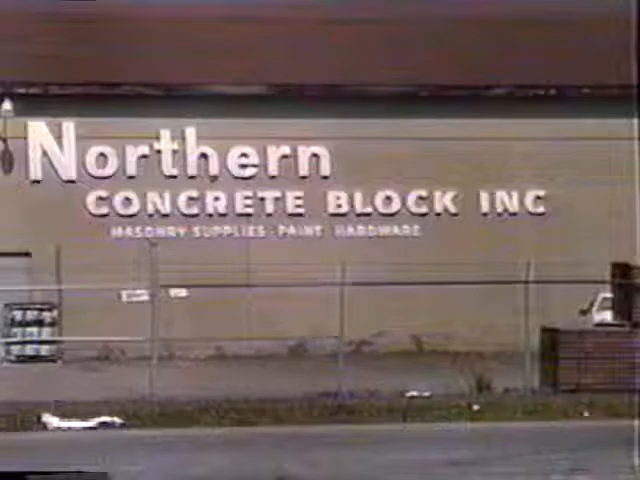 Northern
CONCRETE BLOCK INC
MASONRY SUPPLIES - PAINT HARDWARE